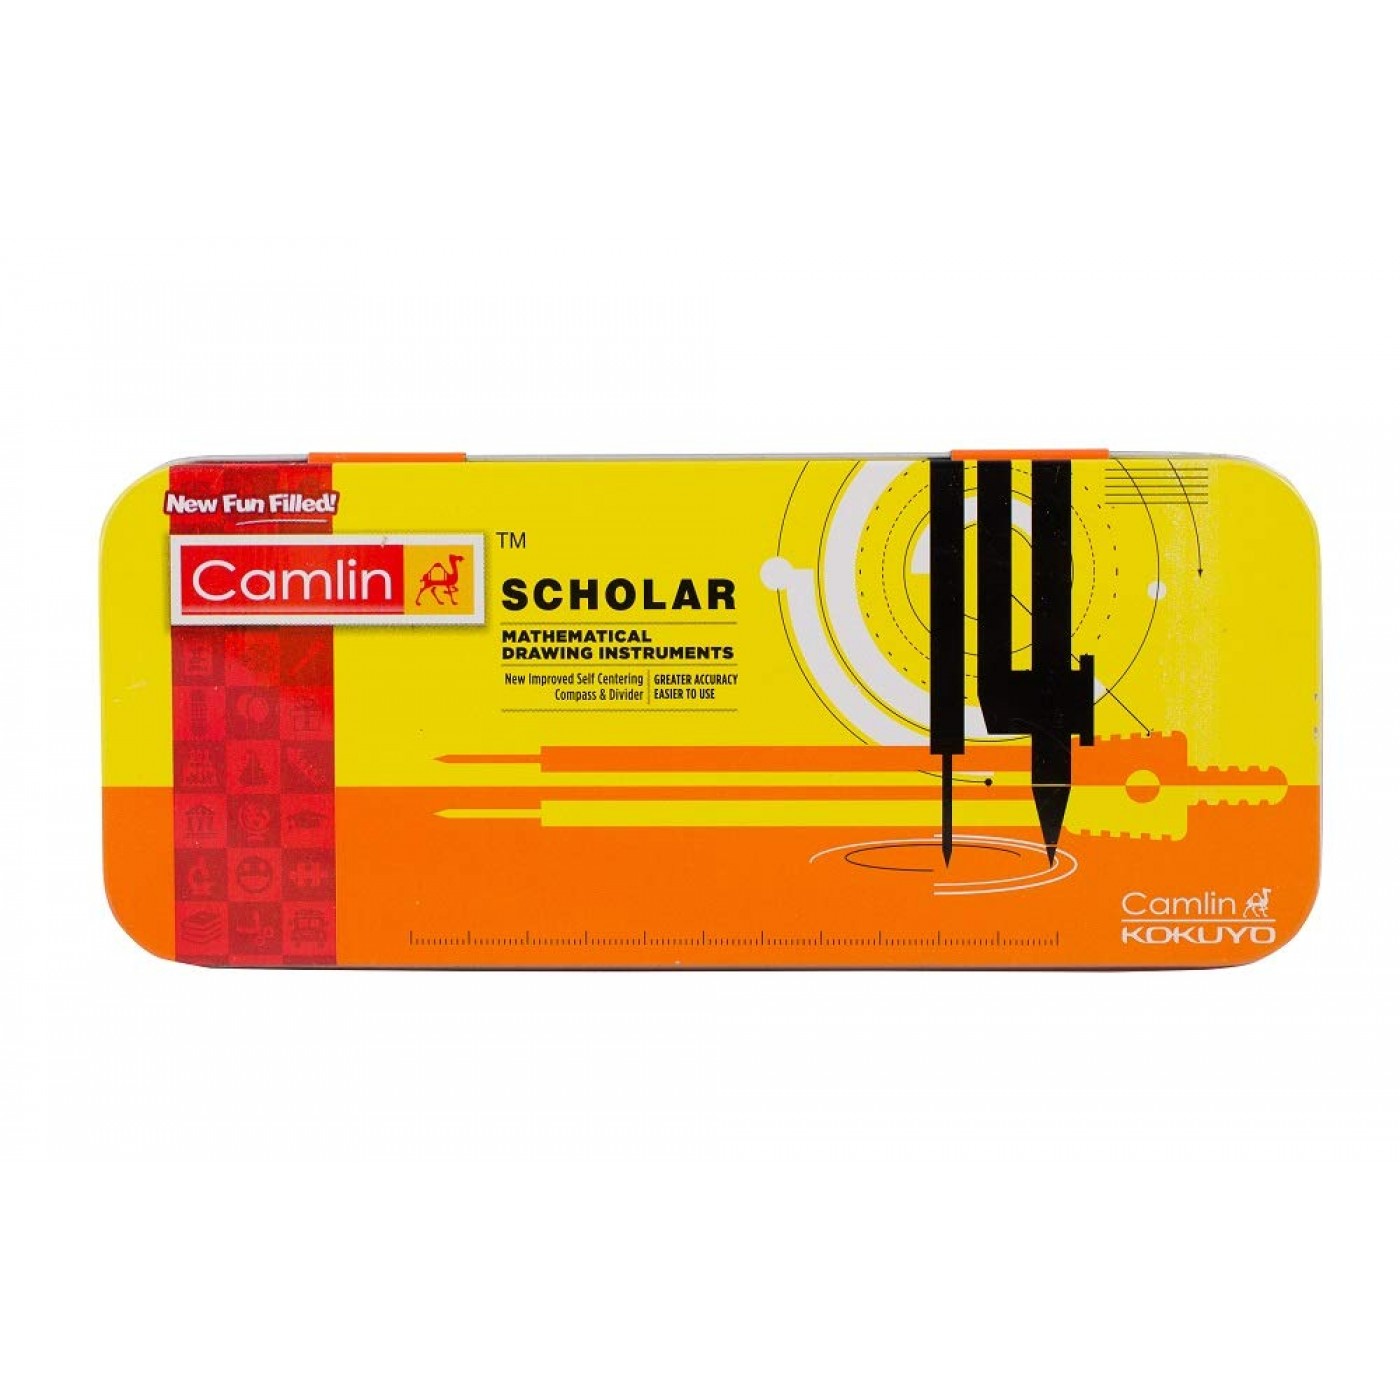 New Fun Filled!
Camlin
TM
SCHOLAR
MATHEMATICAL
DRAWING INSTRUMENTS
New Improved Self Centering
Compass & Divider
GREATER ACCURACY
EASIER TO USE
Camlin
KOKUYO